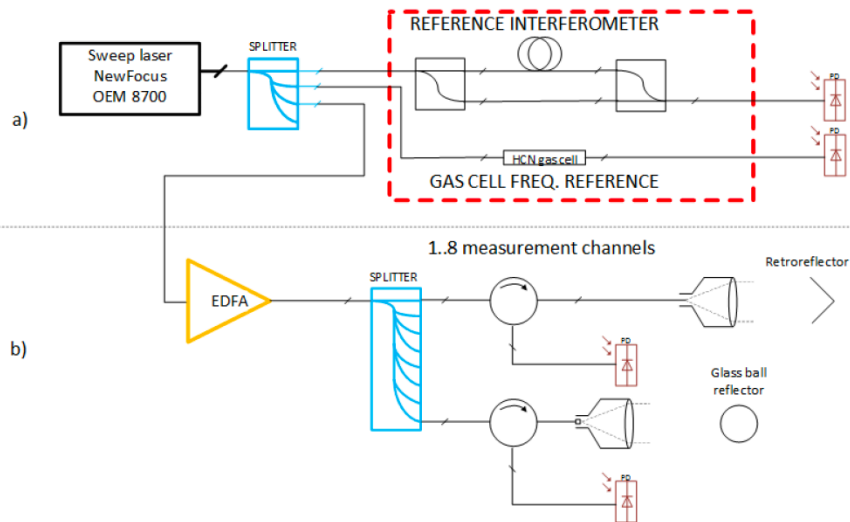 REFERENCE INTERFEROMETER
SPLITTER
Sweep laser
NewFocus
OEM 8700
PD
a)
PD
HCN gas cell
GAS CELL FREQ. REFERENCE
1..8 measurement channels
Retroreflector
SPLITTER
EDFA
PD
b)
Glass ball
reflector
PD